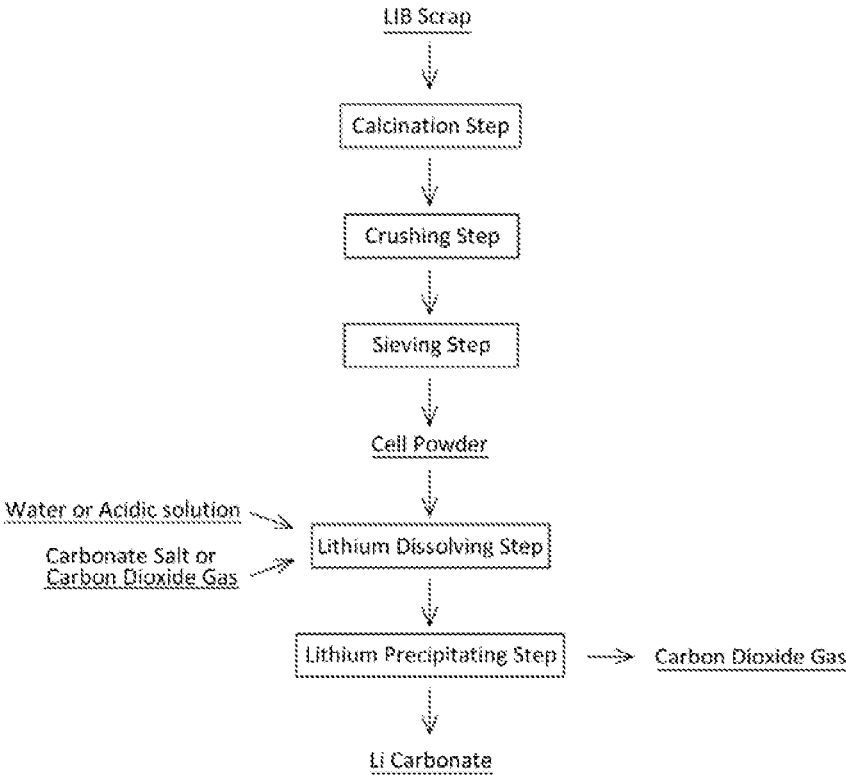 LIB Scrap
Calcination Step
Crushing Step
Sieving Step
Cell Powder
Water or Acidic solution
Lithium Dissolving Step
Carbonate Salt or
Carbon Dioxide Gas
Lithium Precipitating Step
Carbon Dioxide Gas
Li Carbonate